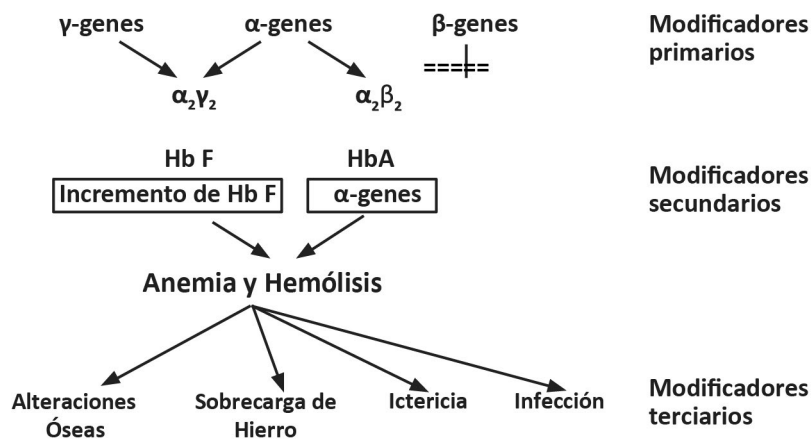 γ-genes α-genes β-genes Modificadores
primarios
=====
α₂γ₂ α₂β₂
Hb F HbA
Incremento de Hb F α-genes Modificadores
secundarios
Anemia y Hemólisis
Alteraciones
Óseas
Sobrecarga de
Hierro
Ictericia
Infección
Modificadores
terciarios